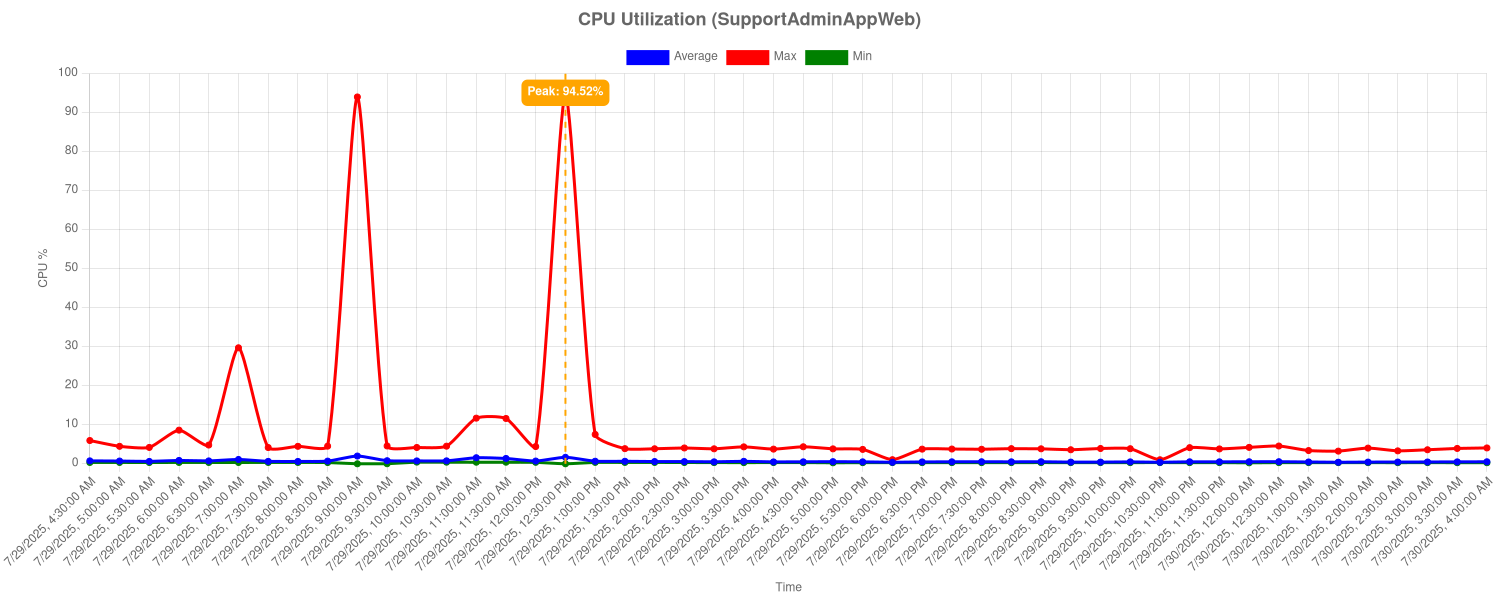 CPU Utilization (SupportAdminAppWeb)
Average Max Min
Peak: 94.52%
100
90
80
70
60
50
40
30
20
10
0
CPU %
7/29/2025, 4:30:00 AM
7/29/2025, 5:00:00 AM
7/29/2025, 5:30:00 AM
7/29/2025, 6:00:00 AM
7/29/2025, 6:30:00 AM
7/29/2025, 7:00:00 AM
7/29/2025, 7:30:00 AM
7/29/2025, 8:00:00 AM
7/29/2025, 8:30:00 AM
7/29/2025, 9:00:00 AM
7/29/2025, 9:30:00 AM
7/29/2025, 10:00:00 AM
7/29/2025, 10:30:00 AM
7/29/2025, 11:00:00 AM
7/29/2025, 11:30:00 AM
7/29/2025, 12:00:00 PM
7/29/2025, 12:30:00 PM
7/29/2025, 1:00:00 PM
7/29/2025, 1:30:00 PM
7/29/2025, 2:00:00 PM
7/29/2025, 2:30:00 PM
7/29/2025, 3:00:00 PM
7/29/2025, 3:30:00 PM
7/29/2025, 4:00:00 PM
7/29/2025, 4:30:00 PM
7/29/2025, 5:00:00 PM
7/29/2025, 5:30:00 PM
7/29/2025, 6:00:00 PM
7/29/2025, 6:30:00 PM
7/29/2025, 7:00:00 PM
7/29/2025, 7:30:00 PM
7/29/2025, 8:00:00 PM
7/29/2025, 8:30:00 PM
7/29/2025, 9:00:00 PM
7/29/2025, 9:30:00 PM
7/29/2025, 10:00:00 PM
7/29/2025, 10:30:00 PM
7/29/2025, 11:00:00 PM
7/29/2025, 11:30:00 PM
7/30/2025, 12:00:00 AM
7/30/2025, 12:30:00 AM
7/30/2025, 1:00:00 AM
7/30/2025, 1:30:00 AM
7/30/2025, 2:00:00 AM
7/30/2025, 2:30:00 AM
7/30/2025, 3:00:00 AM
7/30/2025, 3:30:00 AM
7/30/2025, 4:00:00 AM
Time